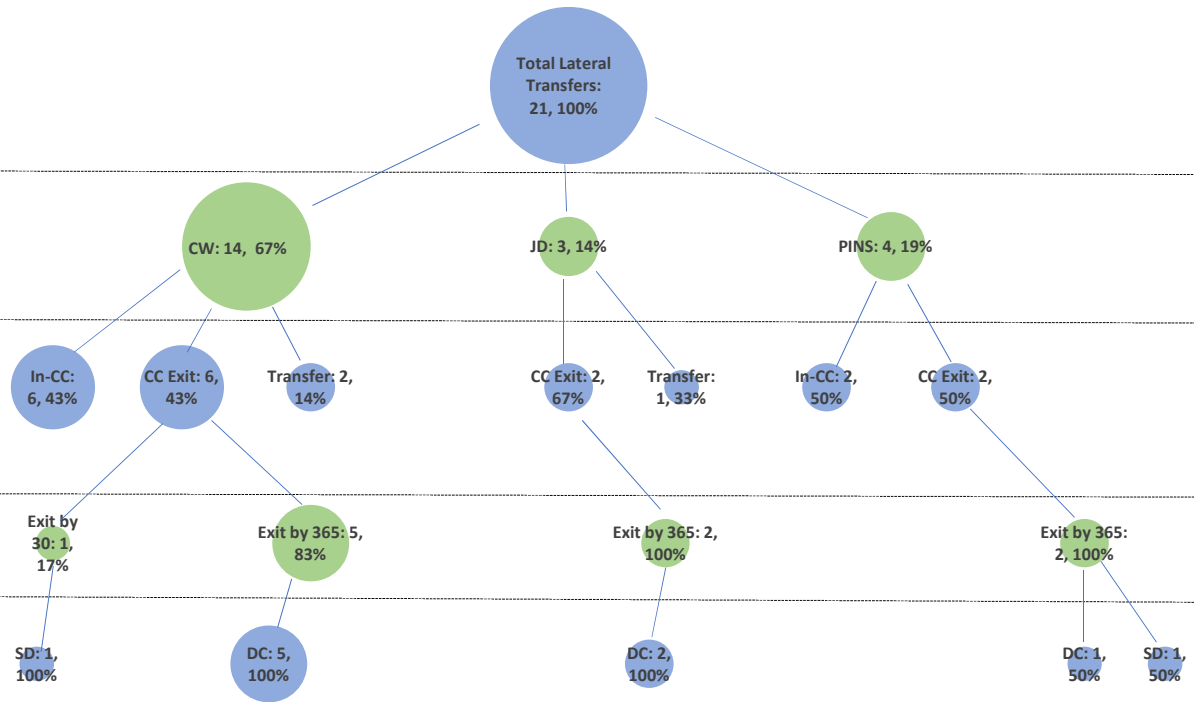 Total Lateral
Transfers:
21, 100%
CW: 14, 67%
JD: 3, 14%
PINS: 4, 19%
In-CC:
6, 43%
CC Exit: 6,
43%
Transfer: 2,
14%
CC Exit: 2,
67%
Transfer:
1, 33%
In-CC: 2,
50%
CC Exit: 2,
50%
Exit by
30: 1,
17%
Exit by 365: 5,
83%
Exit by 365: 2,
100%
Exit by 365:
2, 100%
SD: 1,
100%
DC: 5,
100%
DC: 2,
100%
DC: 1,
50%
SD: 1,
50%